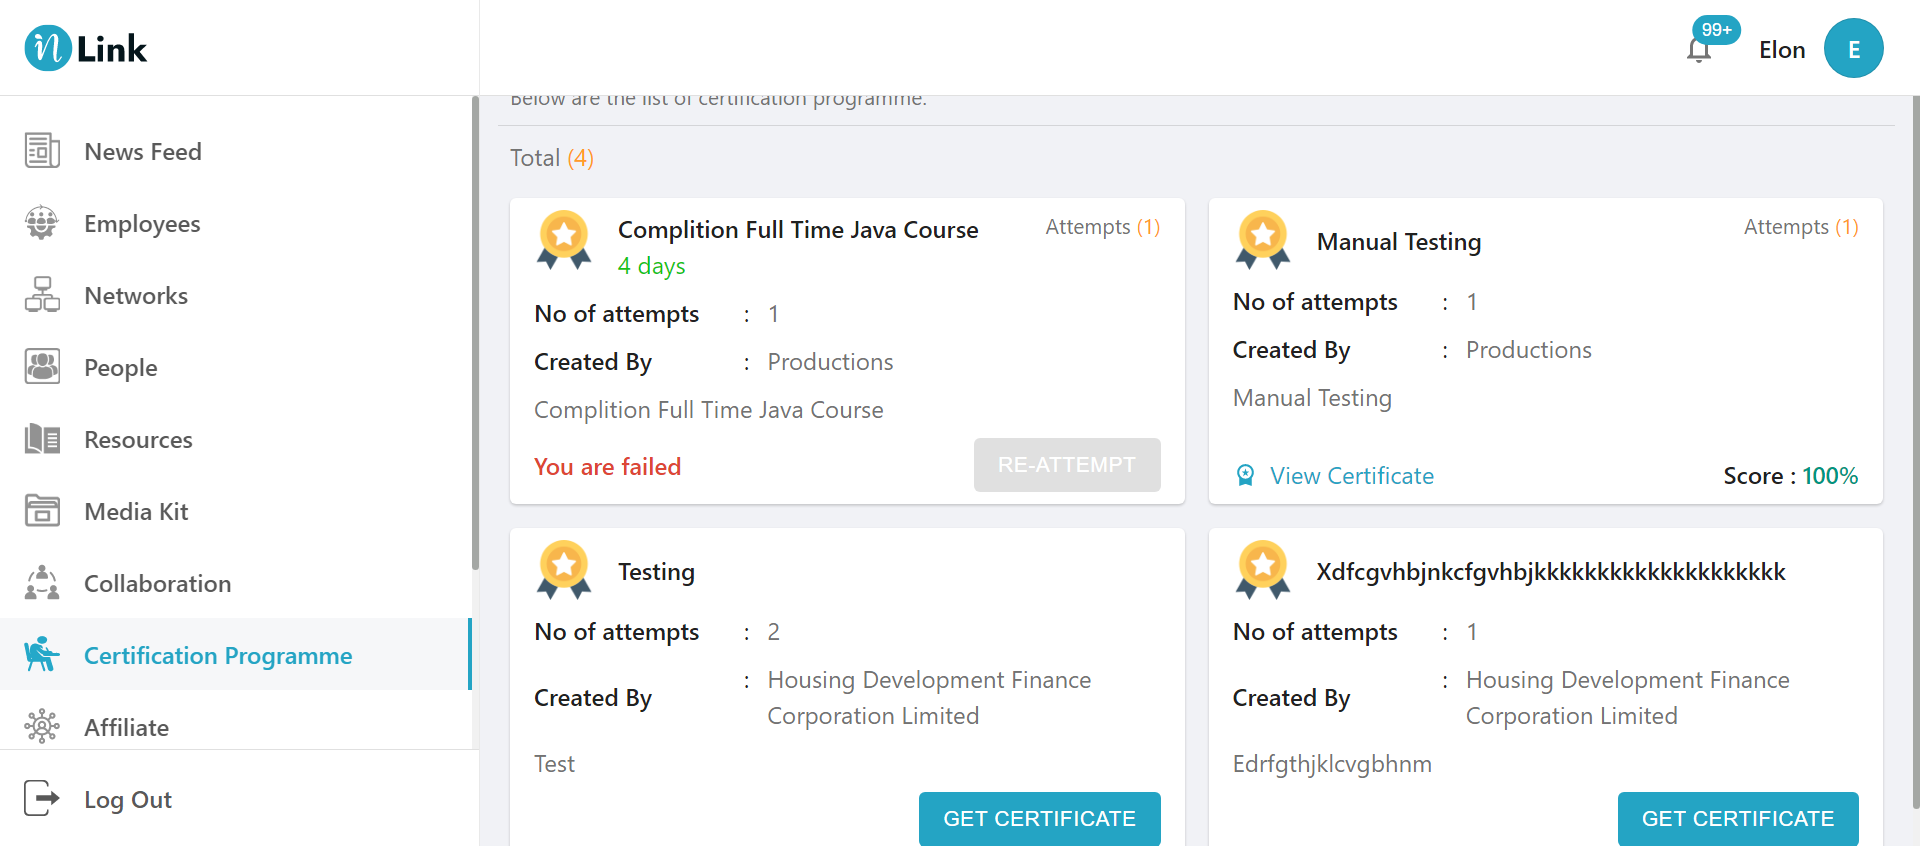 n Link
99+
Elon
E
News Feed
Employees
Networks
People
Resources
Media Kit
Collaboration
Certification Programme
Affiliate
Log Out
Below are the list of certification programme.
Total (4)
Complition Full Time Java Course
Attempts (1)
4 days
No of attempts : 1
Created By : Productions
Complition Full Time Java Course
You are failed
RE-ATTEMPT
Manual Testing
Attempts (1)
No of attempts : 1
Created By : Productions
Manual Testing
View Certificate
Score : 100%
Testing
No of attempts : 2
Created By : Housing Development Finance
Corporation Limited
Test
GET CERTIFICATE
Xdfcgvhbjnkcfgvhbjkkkkkkkkkkkkkkkkkkkk
No of attempts : 1
Created By : Housing Development Finance
Corporation Limited
Edrfgthjklcvgbhnm
GET CERTIFICATE